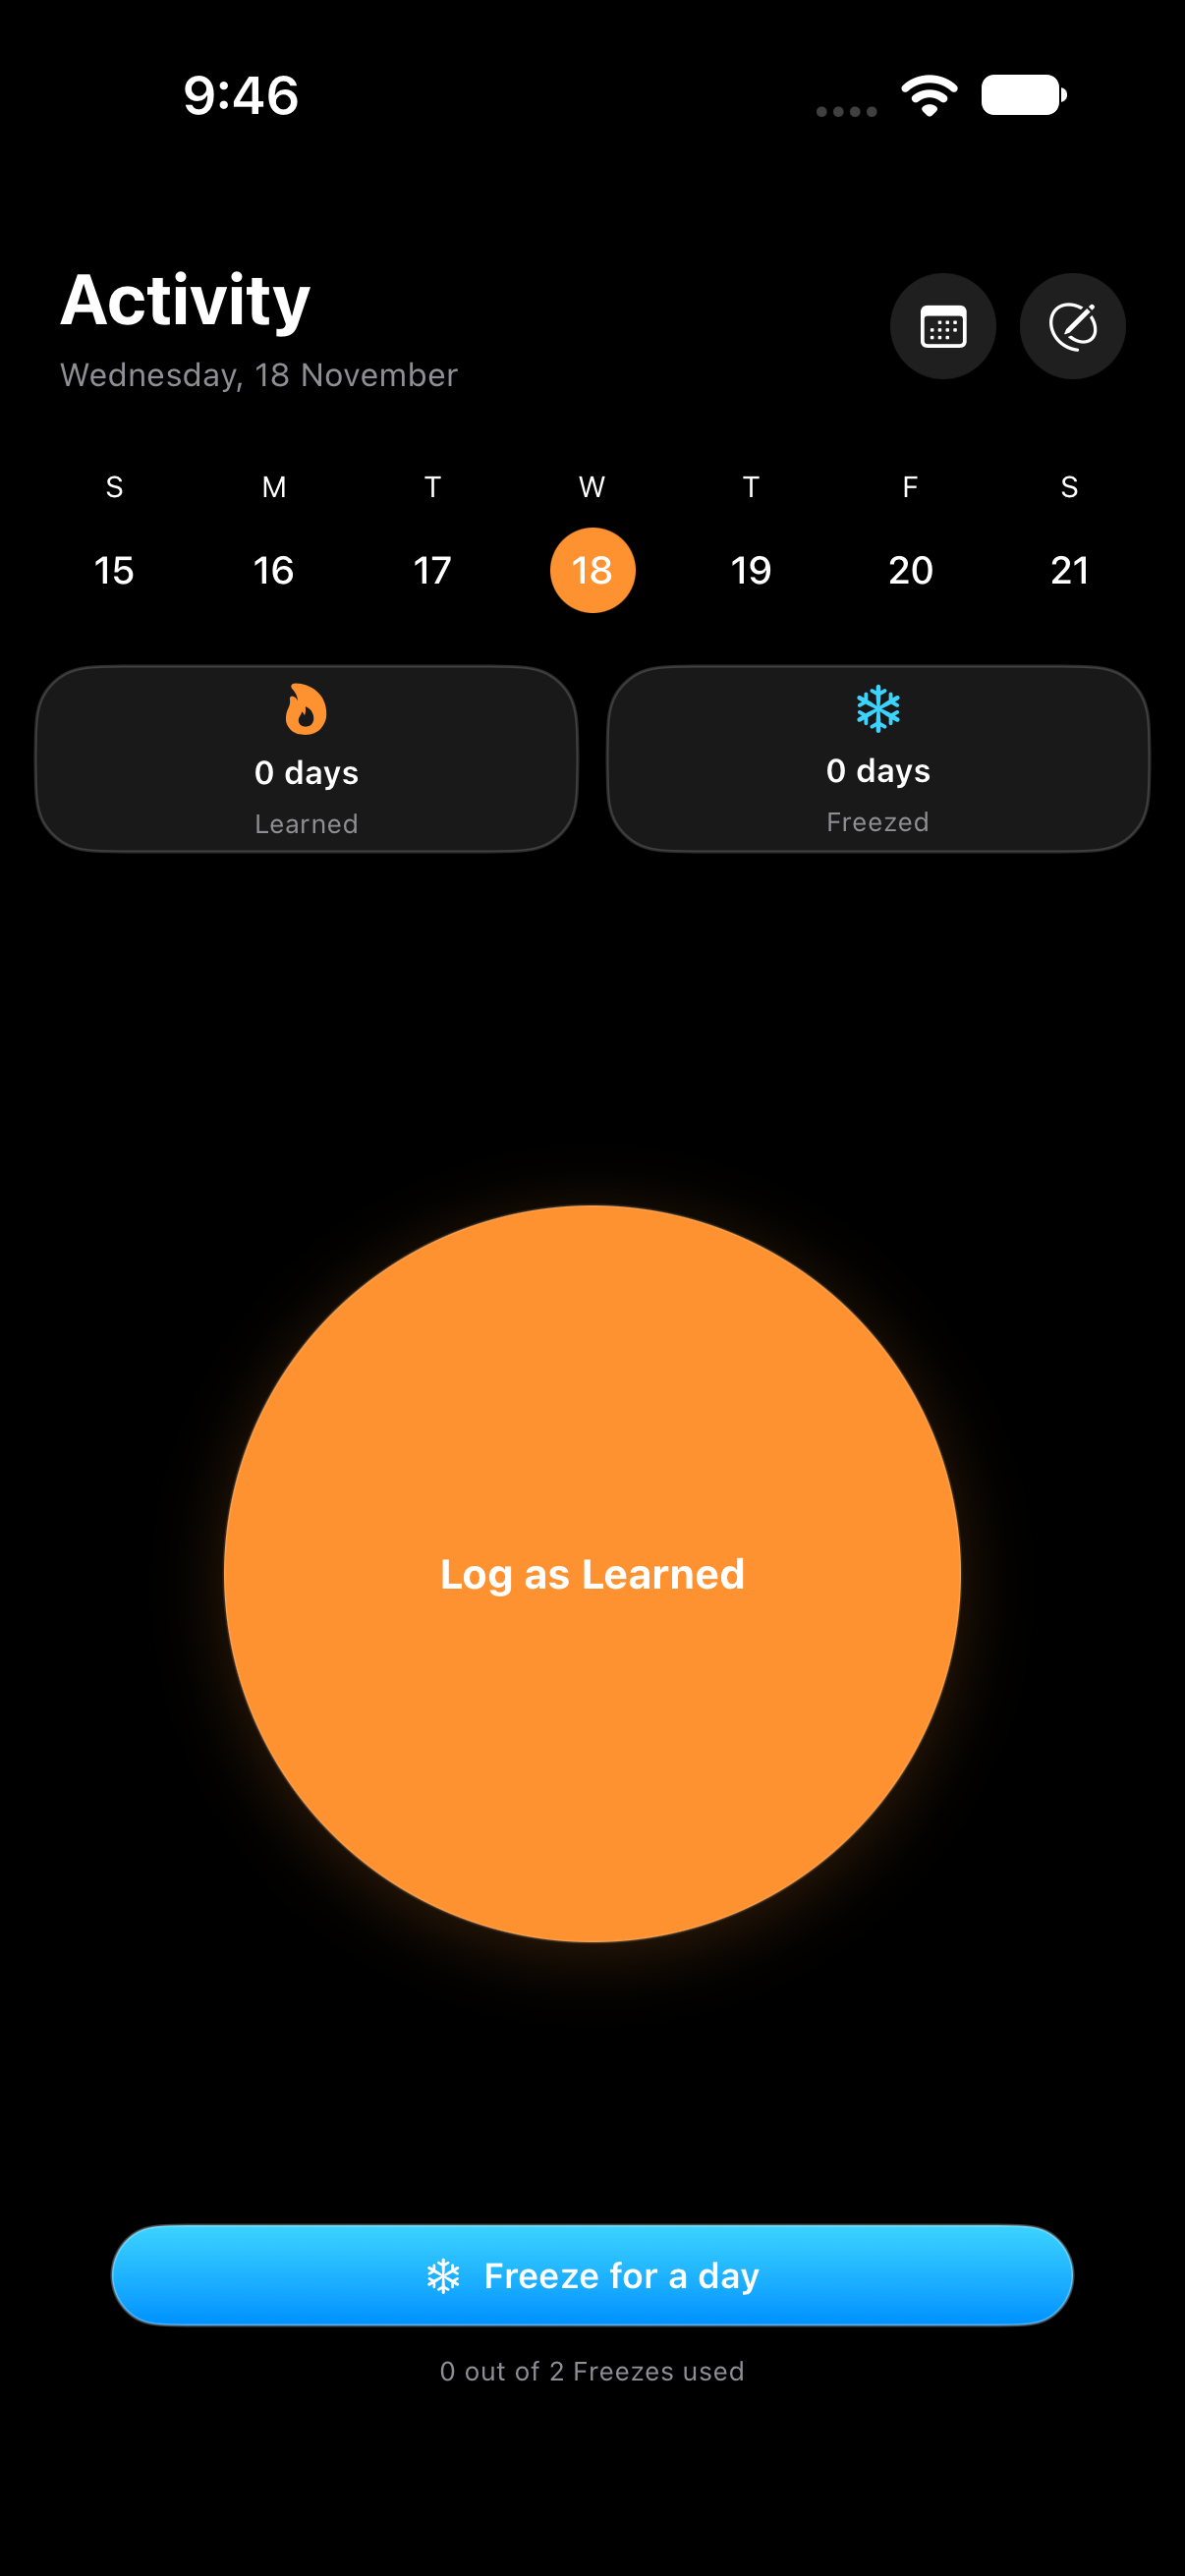 9:46
Activity
Wednesday, 18 November
S M T W T F S
15 16 17 18 19 20 21
0 days 0 days
Learned Freezed
Log as Learned
Freeze for a day
0 out of 2 Freezes used